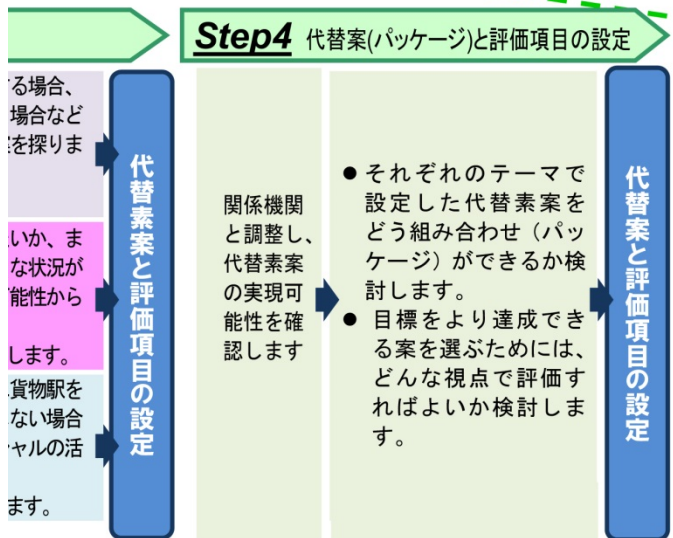 Step4 代替案(パッケージ)と評価項目の設定
する場合、
場合など
を探りま
いか、ま
な状況が
能性から
します。
貨物駅を
ない場合
ャルの活
ます。
代替素案と評価項目の設定
関係機関
と調整し、
代替素案
の実現可
能性を確
認します
● それぞれのテーマで
設定した代替素案を
どう組み合わせ（パッ
ケージ）ができるか検
討します。
● 目標をより達成でき
る案を選ぶためには、
どんな視点で評価す
ればよいか検討しま
す。
代替案と評価項目の設定